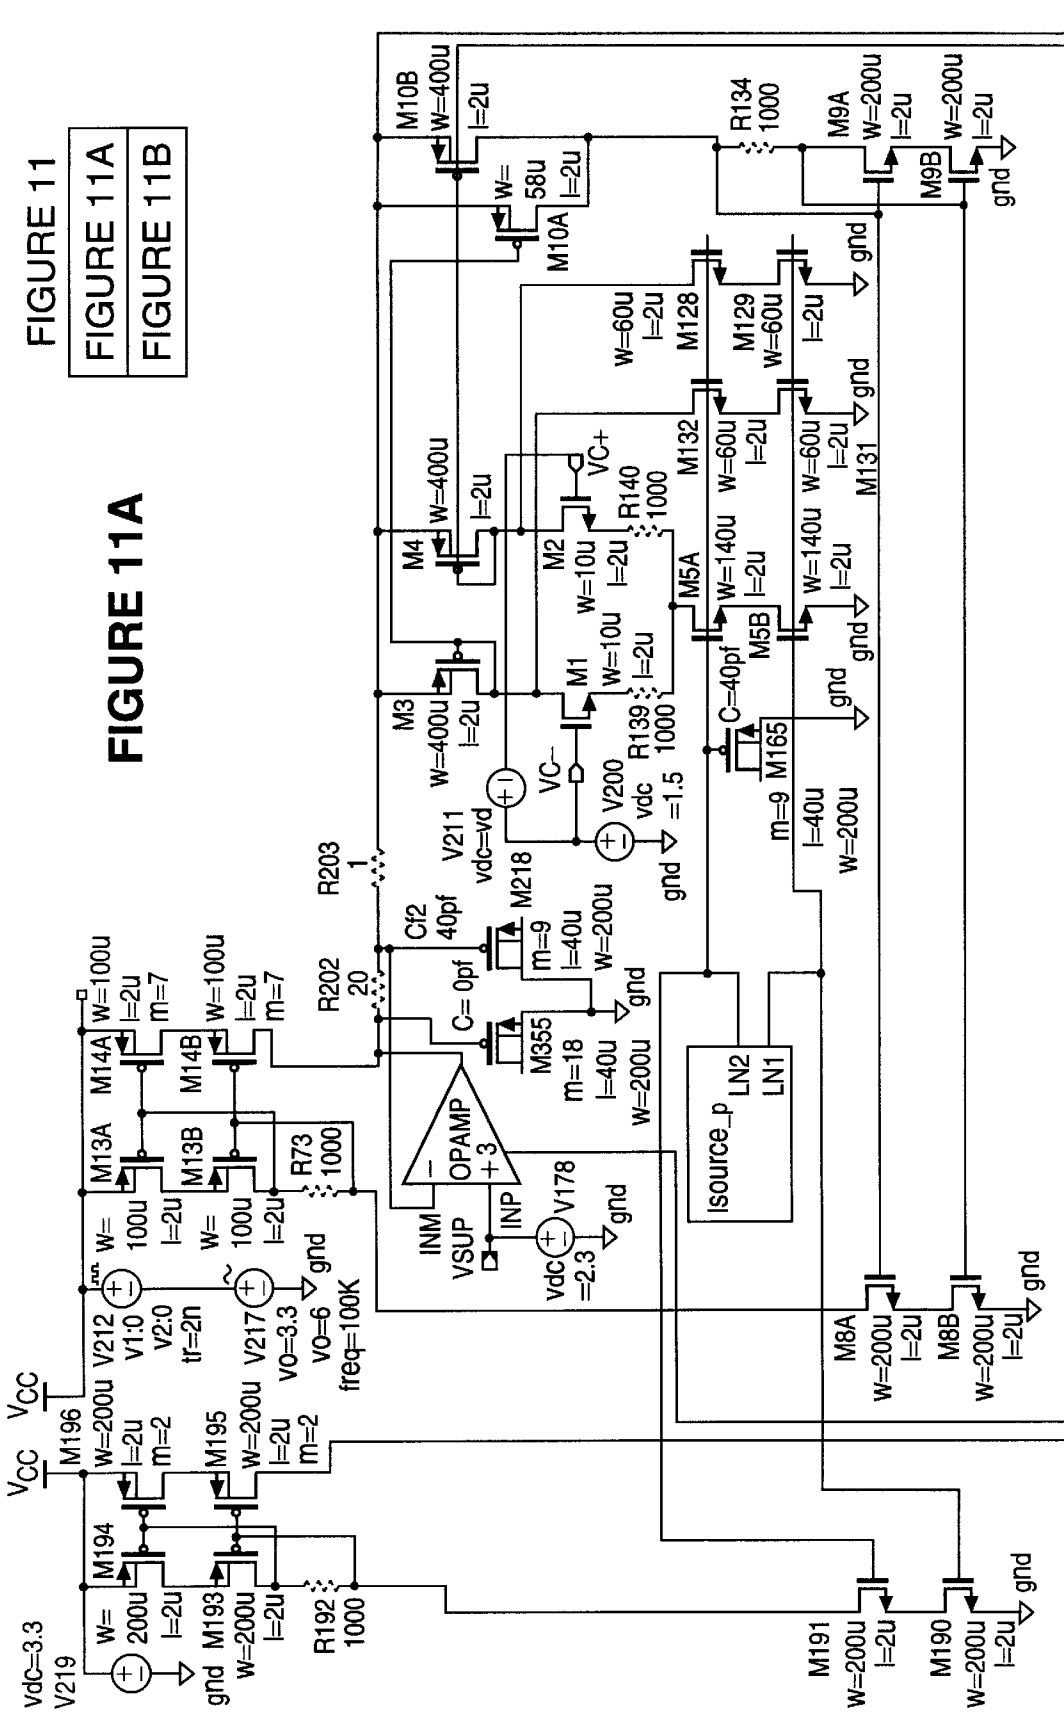 FIGURE 11
FIGURE 11A
FIGURE 11B
FIGURE 11A
vdc=3.3
V219
gnd
VCC
M196
w=200u
l=2u
m=2
M194
w=
200u
l=2u
M195
w=200u
l=2u
m=2
M193
w=200u
l=2u
R192
1000
VCC
V212
V1:0
V2:0
tr=2n
V217
vo=3.3
vo=6
freq=100K
gnd
M13A
w=
100u
l=2u
M13B
w=
100u
l=2u
R73
1000
M14A
w=100u
l=2u
m=7
M14B
w=100u
l=2u
m=7
R202
20
R203
1
INM
OPAMP
−
+
3
VSUP
INP
V178
vdc
=2.3
gnd
C= 0pf
M355
m=18
l=40u
w=200u
Cf2
40pf
M218
m=9
l=40u
w=200u
gnd
V211
vdc=vd
VC−
V200
vdc
=1.5
gnd
M3
w=400u
l=2u
M4
w=400u
l=2u
M1
w=10u
l=2u
R139
1000
M2
w=10u
l=2u
VC+
R140
1000
M10B
w=400u
l=2u
M10A
w=
58u
l=2u
R134
1000
M9A
w=200u
l=2u
M9B
w=200u
l=2u
gnd
w=60u
l=2u
M128
M129
w=60u
l=2u
gnd
M132
w=60u
l=2u
w=60u
l=2u
M131
gnd
M5A
w=140u
l=2u
M5B
w=140u
l=2u
gnd
C=40pf
M165
m=9
l=40u
w=200u
gnd
Isource_p
LN2
LN1
M8A
w=200u
l=2u
M8B
w=200u
l=2u
gnd
M191
w=200u
l=2u
M190
w=200u
l=2u
gnd